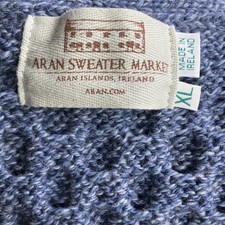 ARAN SWEATER MARKET
ARAN ISLANDS, IRELAND
ARAN.COM
MADE IN
IRELAND
XL